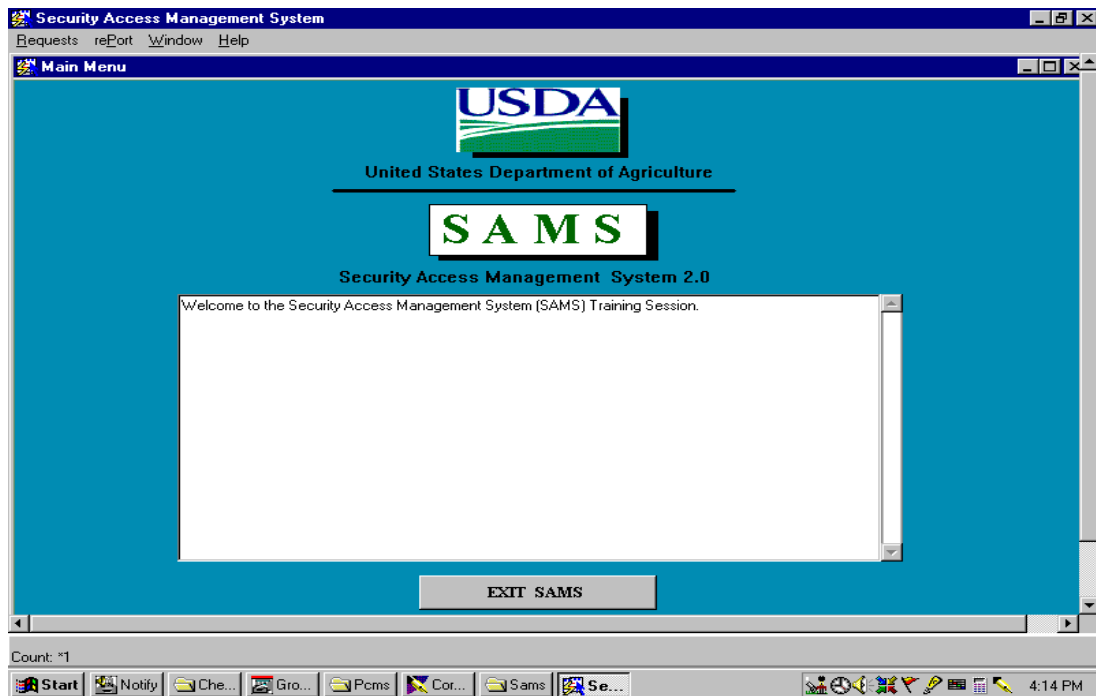 Security Access Management System
Requests rePort Window Help
Main Menu
USDA
United States Department of Agriculture
S A M S
Security Access Management System 2.0
Welcome to the Security Access Management System (SAMS) Training Session.
EXIT SAMS
Count: *1
Start Notify Che... Gro... Pcms Cor... Sams Se... 4:14 PM